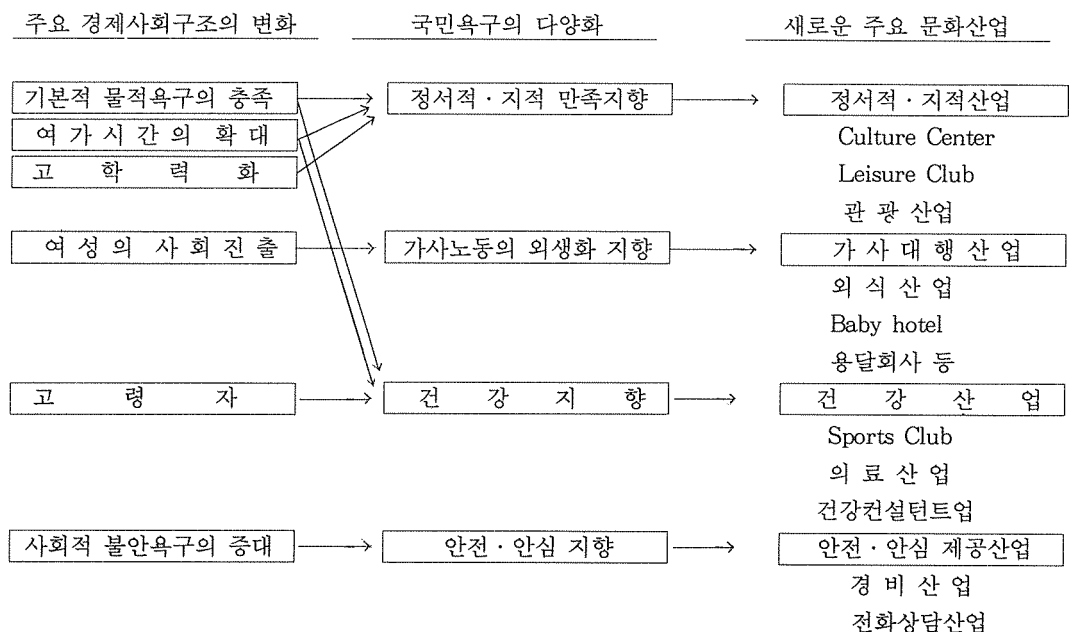 주요 경제사회구조의 변화 국민욕구의 다양화 새로운 주요 문화산업
기본적 물적욕구의 충족 정서적·지적 만족지향 정서적·지적산업
여 가 시 간 의 확 대 Culture Center
고 학 력 화 Leisure Club
관 광 산업
여 성 의 사 회 진 출 가사노동의 외생화 지향 가 사 대 행 산 업
외 식 산 업
Baby hotel
용달회사 등
고 령 자 건 강 지 향 건 강 산 업
Sports Club
의 료 산 업
건강컨설턴트업
사회적 불안욕구의 증대 안전·안심 지향 안전·안심 제공산업
경 비 산 업
전화상담산업